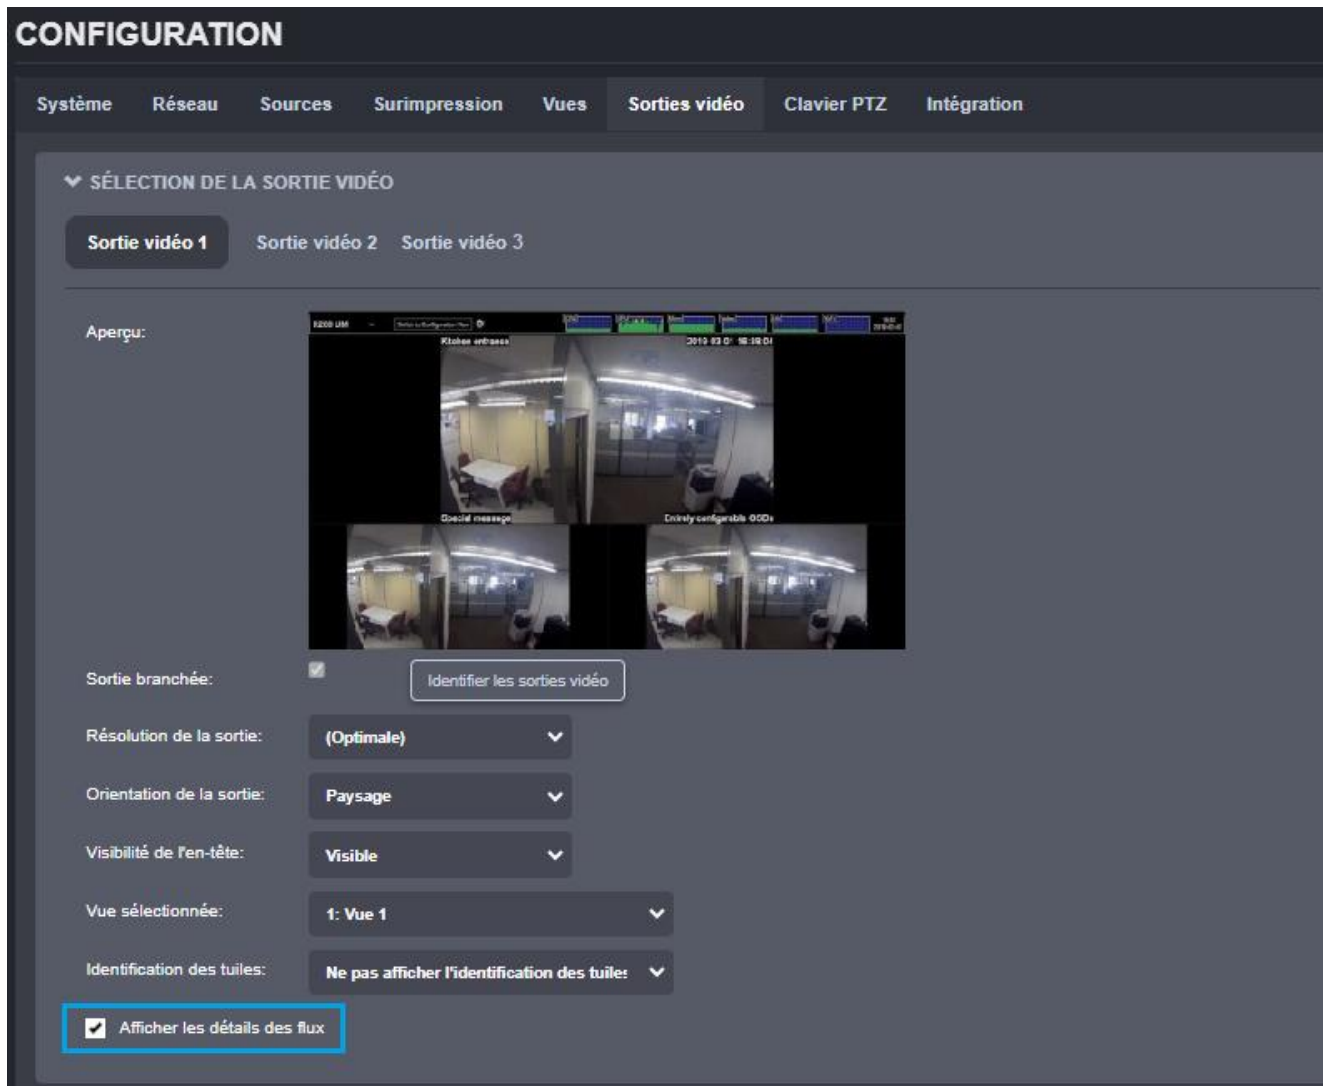 CONFIGURATION
Système Réseau Sources Surimpression Vues Sorties vidéo Clavier PTZ Intégration
SÉLECTION DE LA SORTIE VIDÉO
Sortie vidéo 1 Sortie vidéo 2 Sortie vidéo 3
Aperçu:
Kitchen entrance
Special message Entirely configurable OSDs
Sortie branchée: Identifier les sorties vidéo
Résolution de la sortie: (Optimale)
Orientation de la sortie: Paysage
Visibilité de l'en-tête: Visible
Vue sélectionnée: 1: Vue 1
Identification des tuiles: Ne pas afficher l'identification des tuiles
Afficher les détails des flux